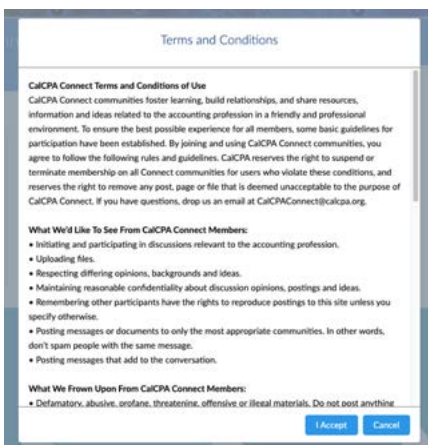 Terms and Conditions
CalCPA Connect Terms and Conditions of Use
CalCPA Connect communities foster learning, build relationships, and share resources,
information and ideas related to the accounting profession in a friendly and professional
environment. To ensure the best possible experience for all members, some basic guidelines for
participation have been established. By joining and using CalCPA Connect communities, you
agree to follow the following rules and guidelines. CalCPA reserves the right to suspend or
terminate membership on all Connect communities for users who violate these conditions, and
reserves the right to remove any post, page or file that is deemed unacceptable to the purpose of
CalCPA Connect. If you have questions, drop us an email at CalCPAConnect@calcpa.org.
What We'd Like To See From CalCPA Connect Members:
• Initiating and participating in discussions relevant to the accounting profession.
• Uploading files.
• Respecting differing opinions, backgrounds and ideas.
• Maintaining reasonable confidentiality about discussion opinions, postings and ideas.
• Remembering other participants have the rights to reproduce postings to this site unless you
specify otherwise.
• Posting messages or documents to only the most appropriate communities. In other words,
don't spam people with the same message.
• Posting messages that add to the conversation.
What We Frown Upon From CalCPA Connect Members:
• Defamatory, abusive, profane, threatening, offensive or illegal materials. Do not post anything
I Accept
Cancel